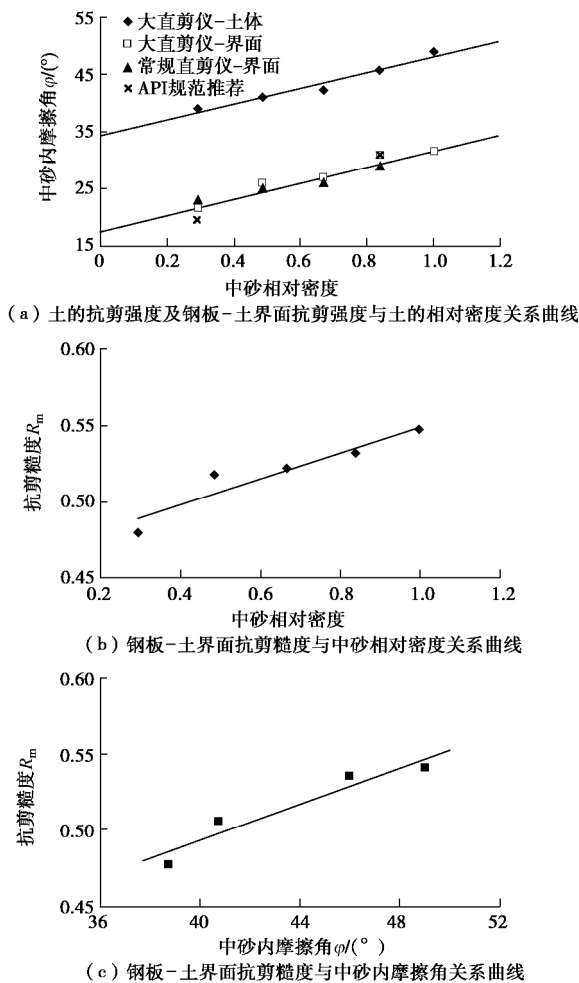 55
45
35
25
15
中砂内摩擦角φ/(°)
◆ 大直剪仪-土体
□ 大直剪仪-界面
▲ 常规直剪仪-界面
× API规范推荐
0 0.2 0.4 0.6 0.8 1.0 1.2
中砂相对密度
(a)土的抗剪强度及钢板-土界面抗剪强度与土的相对密度关系曲线
0.60
0.55
0.50
0.45
抗剪糙度Rm
0.2 0.4 0.6 0.8 1.0 1.2
中砂相对密度
(b)钢板-土界面抗剪糙度与中砂相对密度关系曲线
0.60
0.55
0.50
0.45
抗剪糙度Rm
36 40 44 48 52
中砂内摩擦角φ/(°)
(c)钢板-土界面抗剪糙度与中砂内摩擦角关系曲线